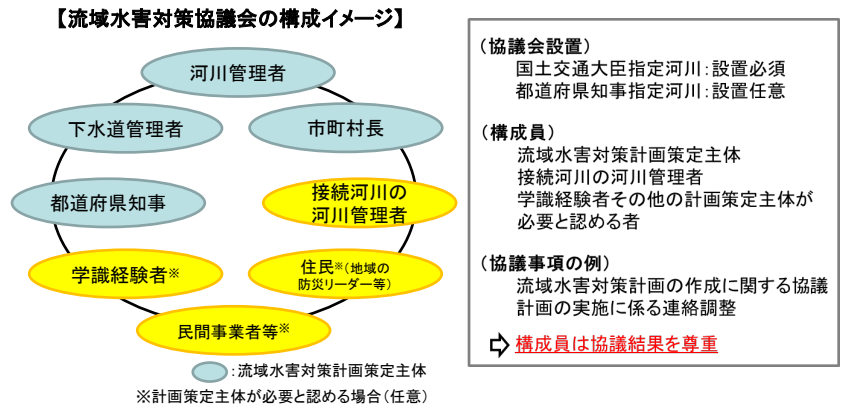 【流域水害対策協議会の構成イメージ】
河川管理者
下水道管理者
市町村長
都道府県知事
接続河川の
河川管理者
学識経験者※
住民※(地域の
防災リーダー等)
民間事業者等※
:流域水害対策計画策定主体
※計画策定主体が必要と認める場合(任意)
(協議会設置)
国土交通大臣指定河川:設置必須
都道府県知事指定河川:設置任意
(構成員)
流域水害対策計画策定主体
接続河川の河川管理者
学識経験者その他の計画策定主体が
必要と認める者
(協議事項の例)
流域水害対策計画の作成に関する協議
計画の実施に係る連絡調整
⇨ 構成員は協議結果を尊重